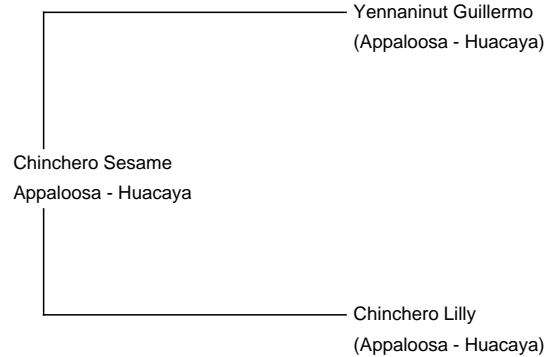 Yennaninut Guillermo
(Appaloosa - Huacaya)
Chinchero Sesame
Appaloosa - Huacaya
Chinchero Lilly
(Appaloosa - Huacaya)